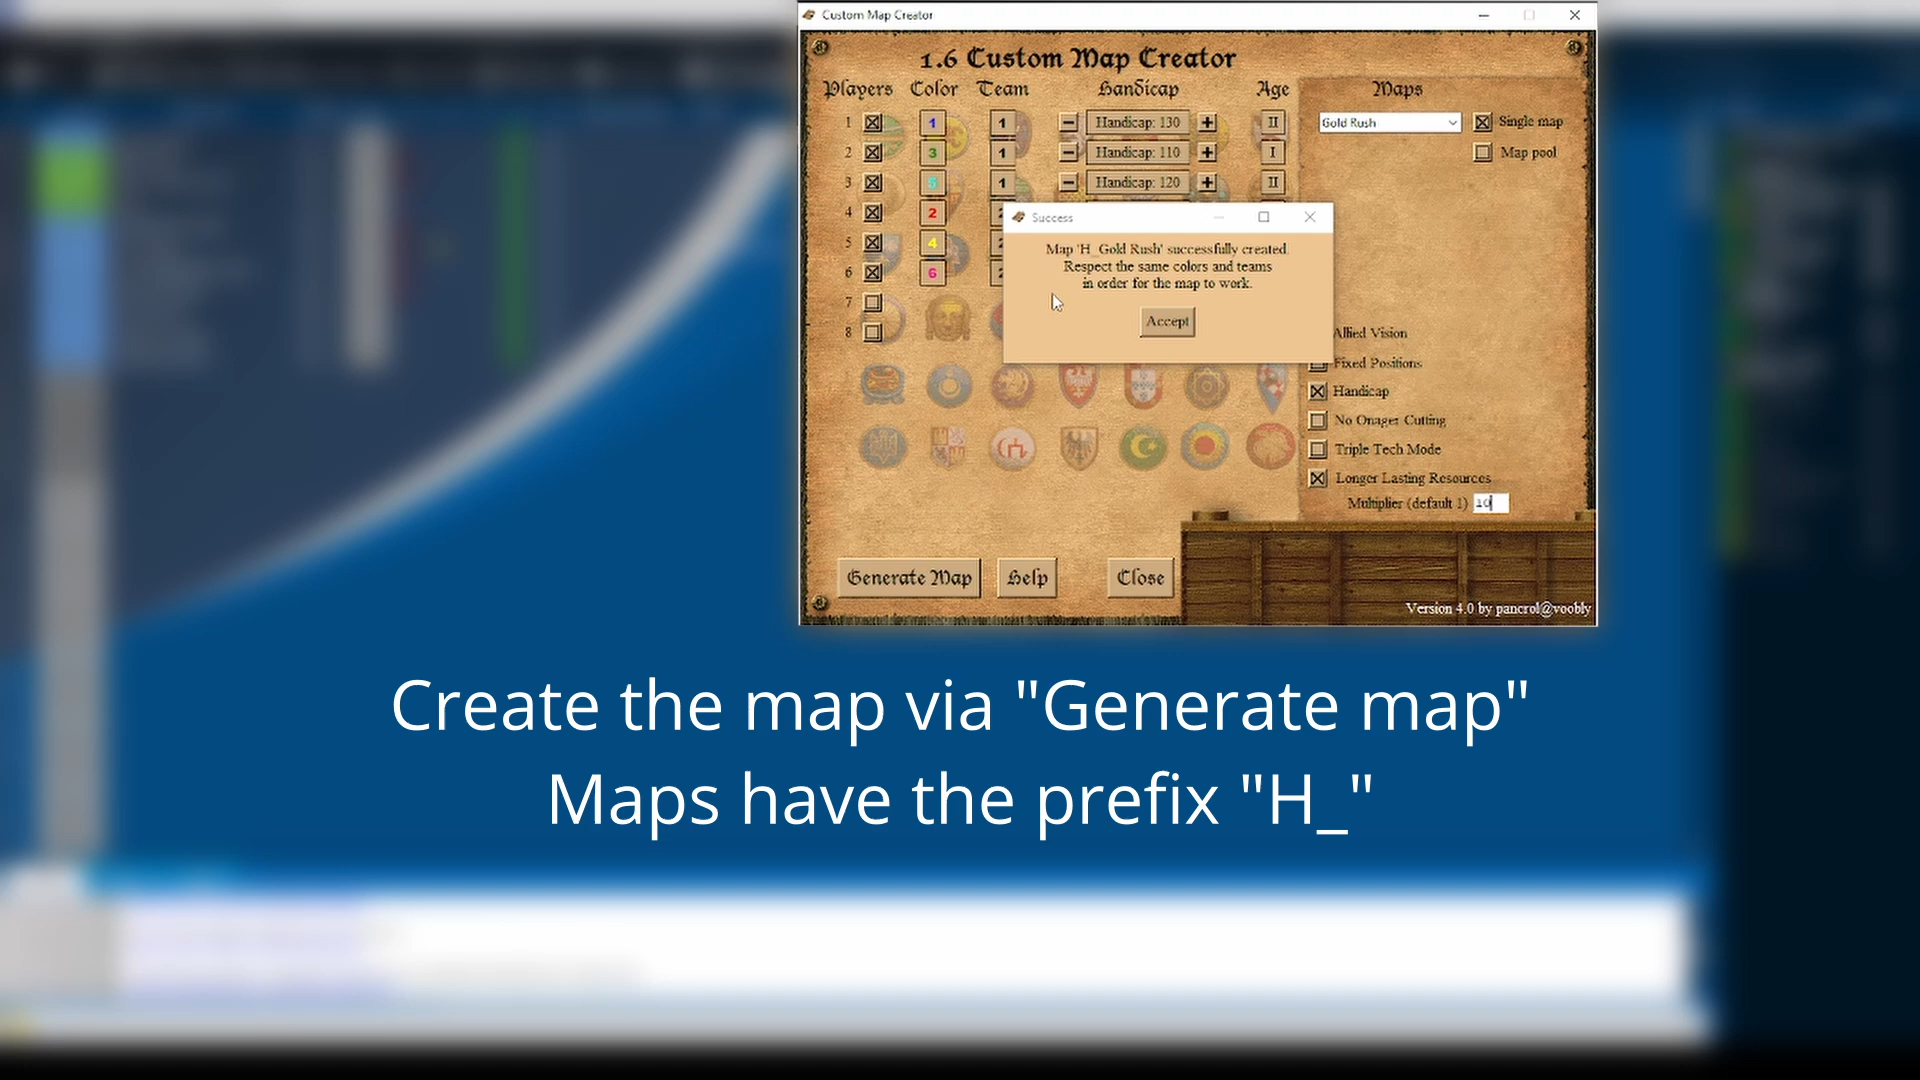 Custom Map Creator
1.6 Custom Map Creator
Players Color Team Handicap Age Maps
1 1 1 Handicap: 130 II Gold Rush Single map
2 3 1 Handicap: 110 I Map pool
3 5 1 Handicap: 120 II
4 2 2
5 4 2
6 6 2
7
8
Success
Map 'H_Gold Rush' successfully created.
Respect the same colors and teams
in order for the map to work.
Accept
Allied Vision
Fixed Positions
Handicap
No Onager Cutting
Triple Tech Mode
Longer Lasting Resources
Multiplier (default 1) 10
Generate Map Help Close
Version 4.0 by pancrol@voobly
Create the map via "Generate map"
Maps have the prefix "H_"